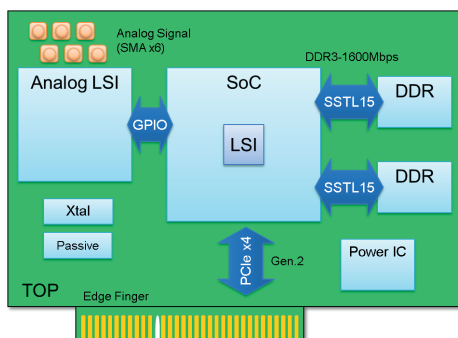 Analog Signal
(SMA x6)
DDR3-1600Mbps
Analog LSI
SoC
DDR
GPIO
SSTL15
LSI
DDR
SSTL15
Xtal
Passive
PCIe x4
Gen.2
Power IC
TOP
Edge Finger